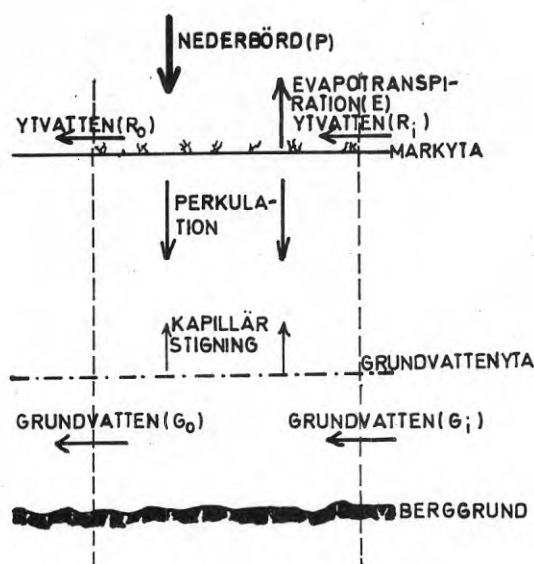 NEDERBÖRD(P)
EVAPOTRANSPI-
RATION(E)
YTVATTEN(R₀)
YTVATTEN(Rᵢ)
MARKYTA
PERKULA-
TION
KAPILLÄR
STIGNING
GRUNDVATTENYTA
GRUNDVATTEN(G₀)
GRUNDVATTEN(Gᵢ)
BERGGRUND